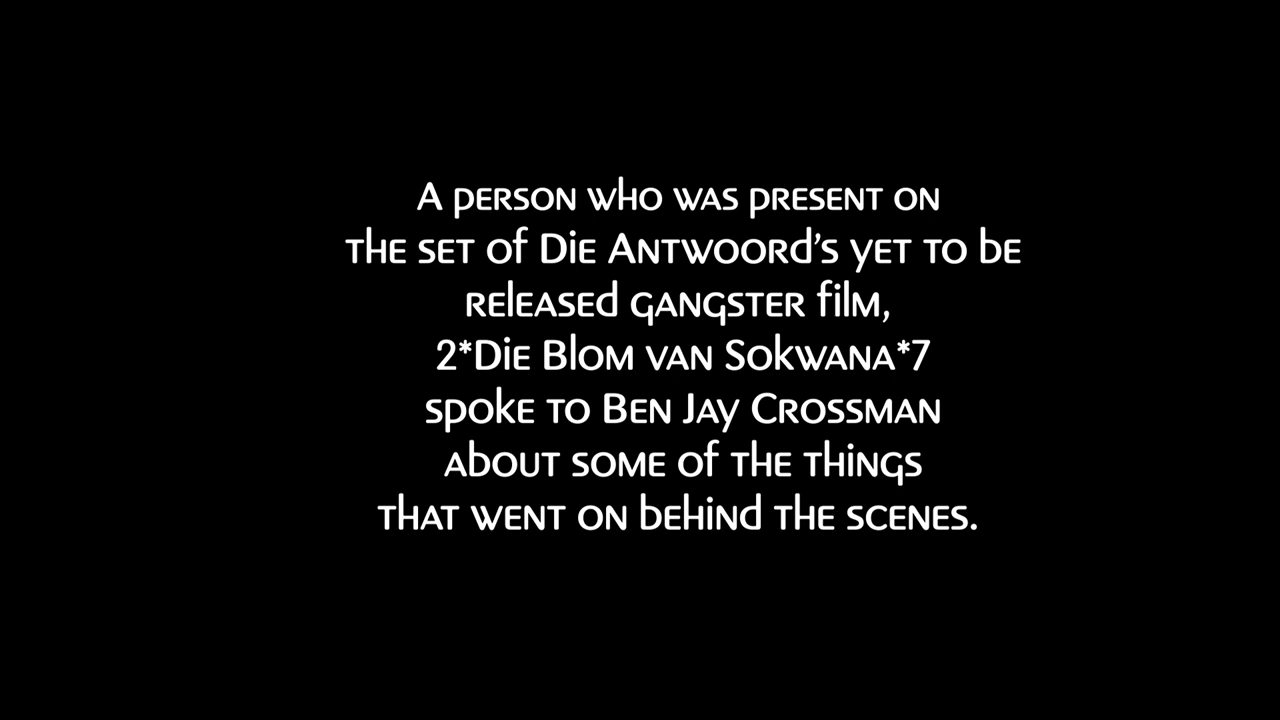 A person who was present on
the set of Die Antwoord's yet to be
released gangster film,
2*Die Blom van Sokwana*7
spoke to Ben Jay Crossman
about some of the things
that went on behind the scenes.